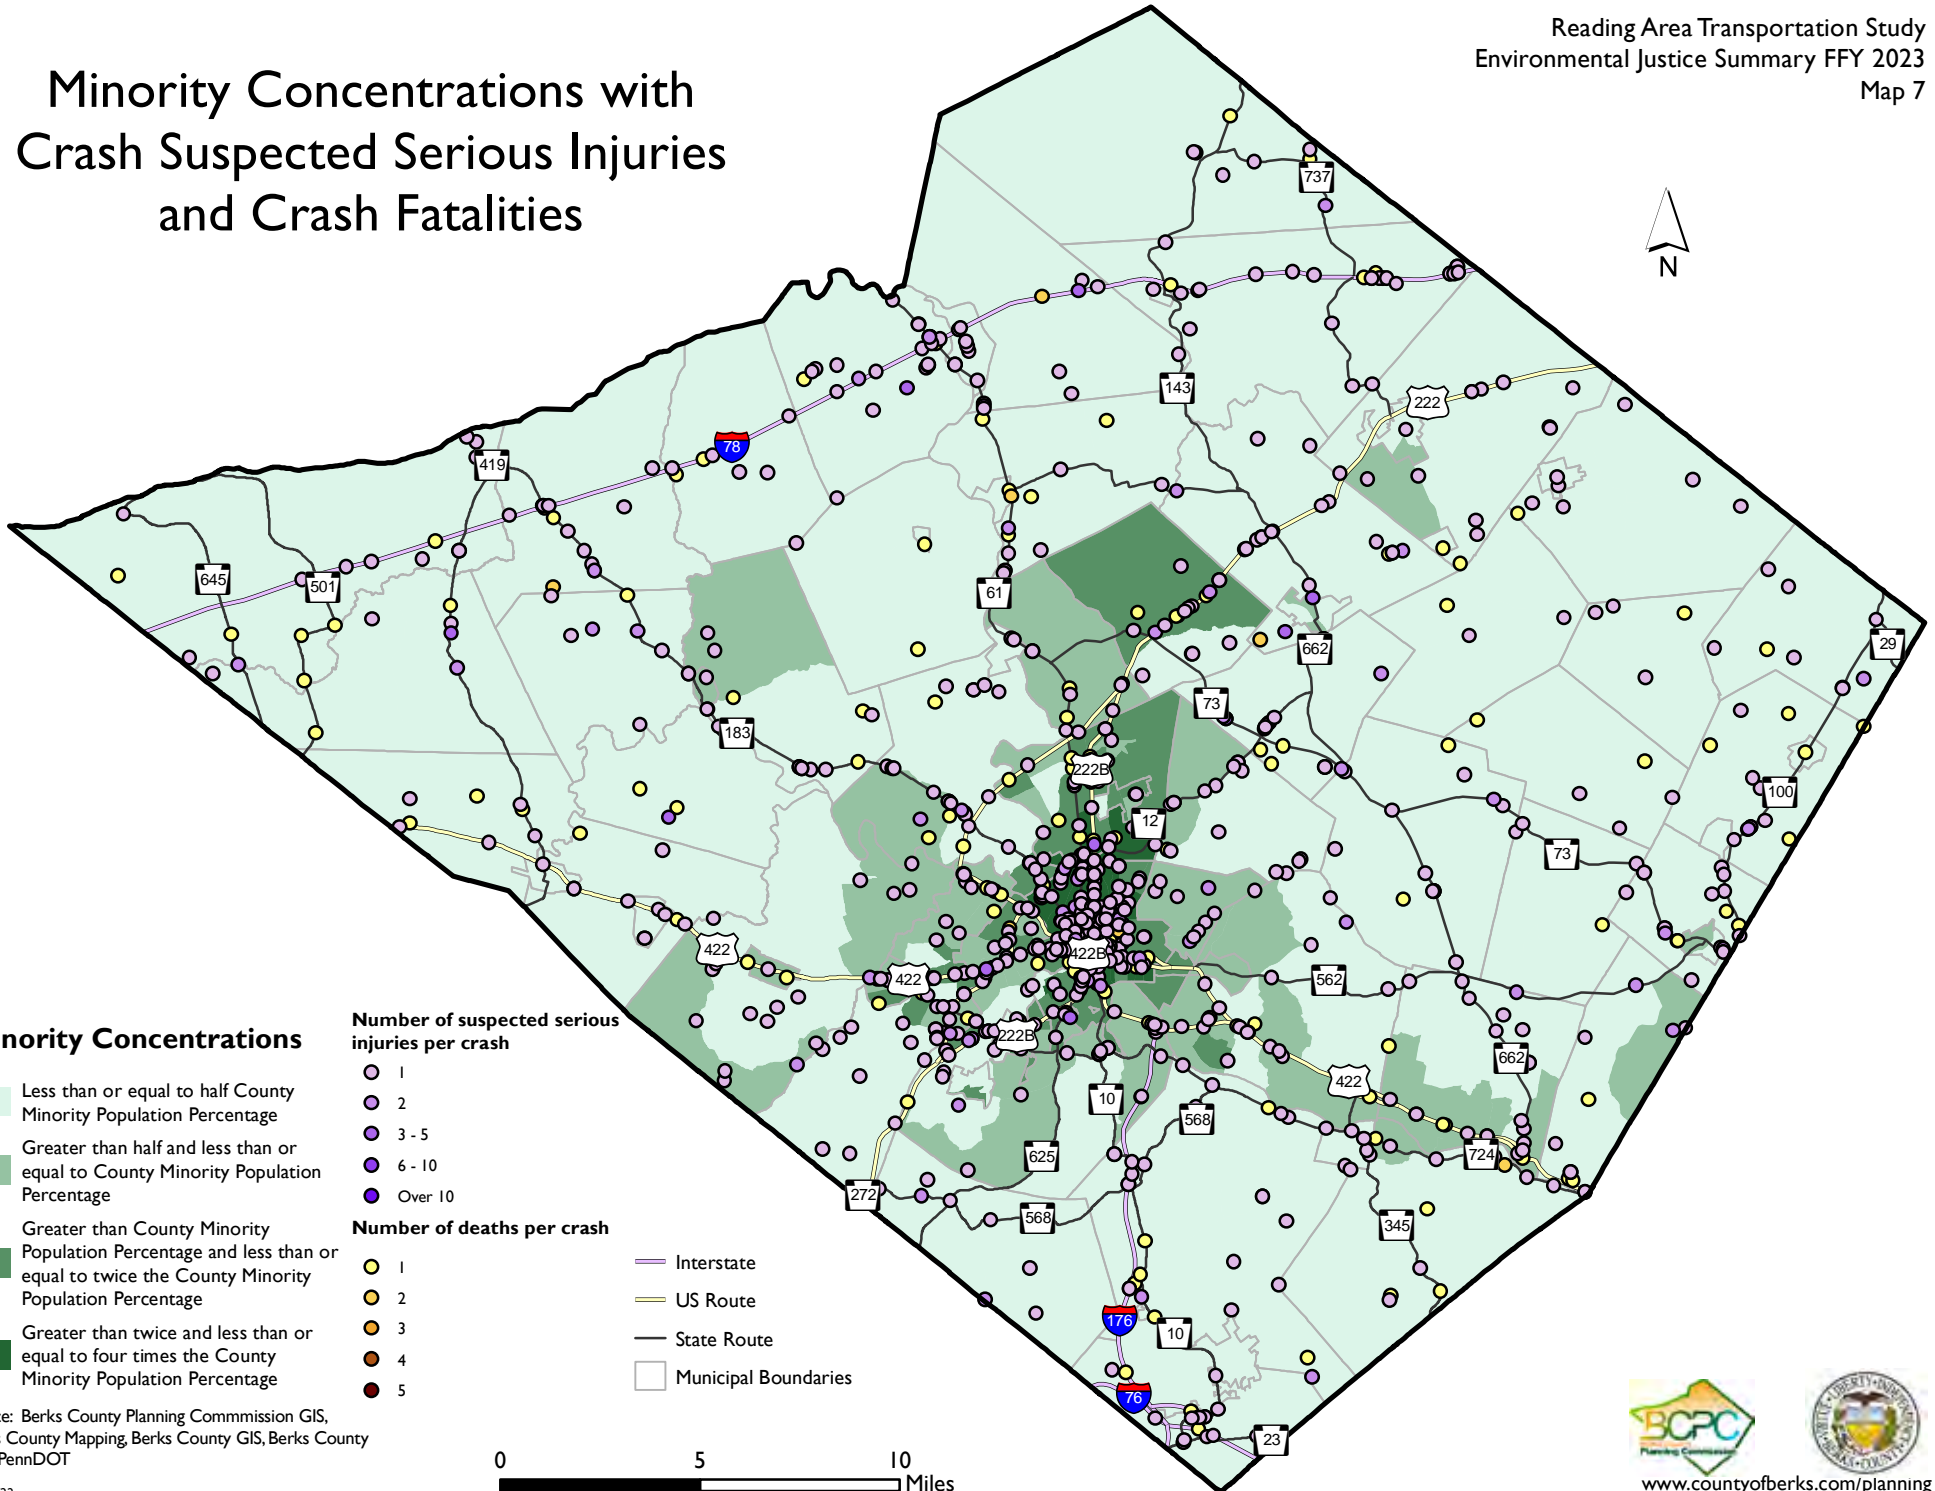 Reading Area Transportation Study
Environmental Justice Summary FFY 2023
Map 7
Minority Concentrations with
Crash Suspected Serious Injuries
and Crash Fatalities
N
737
143
222
78
419
645
501
61
662
29
183
73
222B
12
100
73
422
422
422B
562
222B
662
422
10
568
625
724
272
568
345
176
10
76
23
nority Concentrations
Less than or equal to half County
Minority Population Percentage
Greater than half and less than or
equal to County Minority Population
Percentage
Greater than County Minority
Population Percentage and less than or
equal to twice the County Minority
Population Percentage
Greater than twice and less than or
equal to four times the County
Minority Population Percentage
Number of suspected serious
injuries per crash
1
2
3 - 5
6 - 10
Over 10
Number of deaths per crash
1
2
3
4
5
Interstate
US Route
State Route
Municipal Boundaries
ce: Berks County Planning Commmission GIS,
s County Mapping, Berks County GIS, Berks County
PennDOT
0 5 10
Miles
BCPC
Planning Commission
www.countyofberks.com/planning